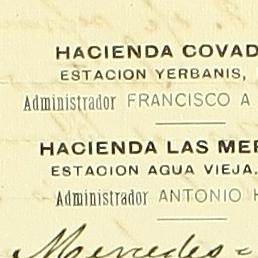 HACIENDA COVAD
ESTACION YERBANIS,
Administrador FRANCISCO A
HACIENDA LAS MER
ESTACION AGUA VIEJA.
Administrador ANTONIO
Mercedes =